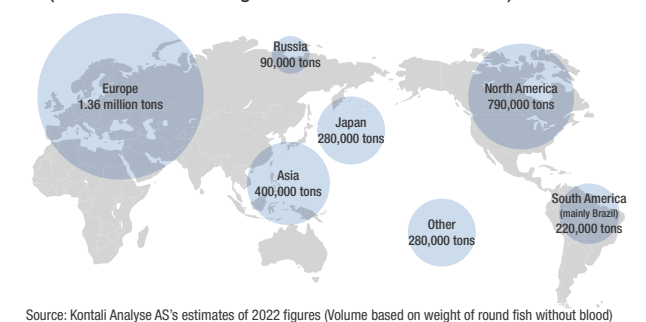 Russia
90,000 tons
Europe
1.36 million tons
North America
790,000 tons
Japan
280,000 tons
Asia
400,000 tons
South America
(mainly Brazil)
220,000 tons
Other
280,000 tons
Source: Kontali Analyse AS’s estimates of 2022 figures (Volume based on weight of round fish without blood)